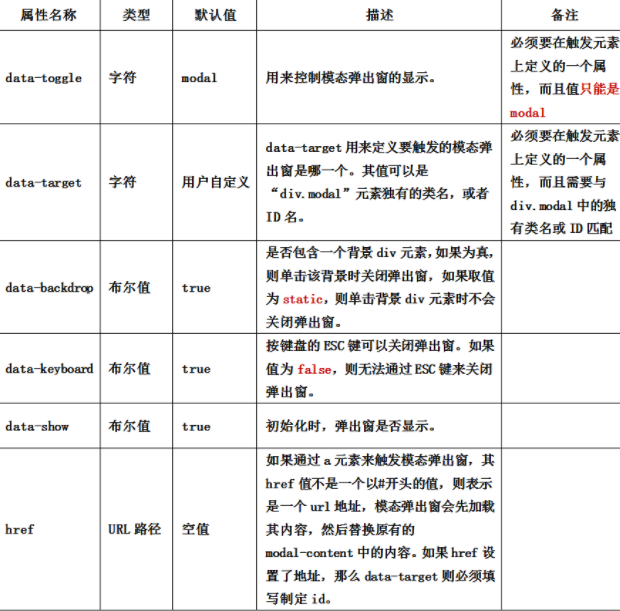 属性名称 类型 默认值 描述 备注
data-toggle 字符 modal 用来控制模态弹出窗的显示。
必须要在触发元素
上定义的一个属
性，而且值只能是
modal
data-target 字符 用户自定义
data-target 用来定义要触发的模态弹
出窗是哪一个。其值可以是
“div.modal”元素独有的类名，或者
ID 名。
必须要在触发元素
上定义的一个属
性，而且需要与
div.modal 中的独
有类名或 ID 匹配
data-backdrop 布尔值 true
是否包含一个背景 div 元素，如果为真，
则单击该背景时关闭弹出窗，如果取值
为 static，则单击背景 div 元素时不会
关闭弹出窗。
data-keyboard 布尔值 true
按键盘的 ESC 键可以关闭弹出窗。如果
值为 false，则无法通过 ESC 键来关闭
弹出窗。
data-show 布尔值 true 初始化时，弹出窗是否显示。
href URL 路径 空值
如果通过 a 元素来触发模态弹出窗，其
href 值不是一个以#开头的值，则表示
是一个 url 地址，模态弹出窗会先加载
其内容，然后替换原有的
modal-content 中的内容。如果 href 设
置了地址，那么 data-target 则必须填
写制定 id。